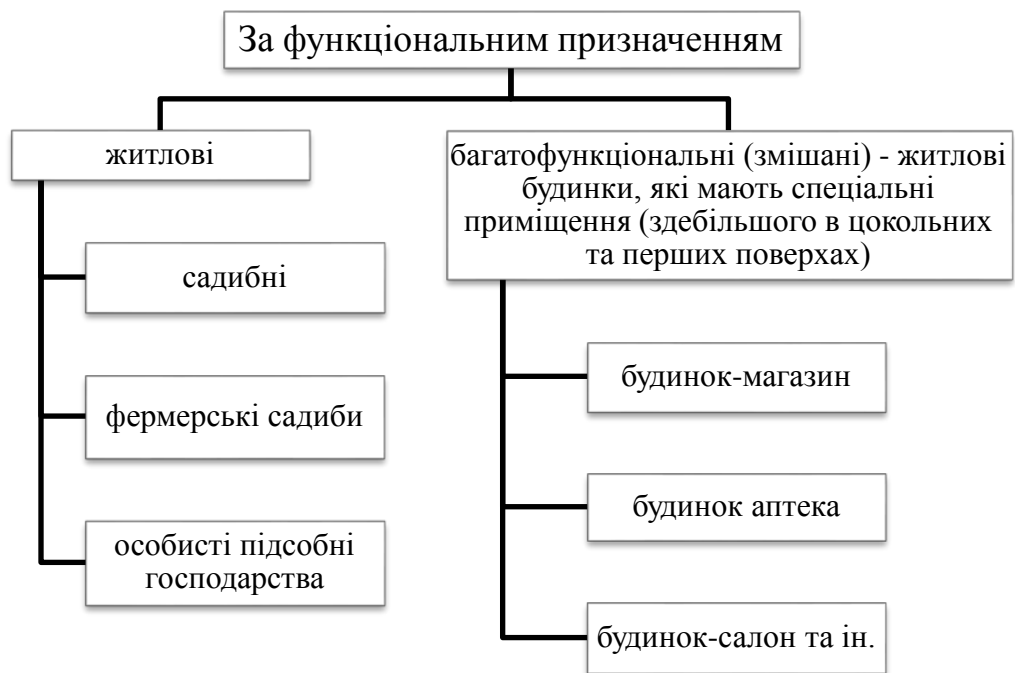 За функціональним призначенням
житлові
садибні
фермерські садиби
особисті підсобні
господарства
багатофункціональні (змішані) - житлові
будинки, які мають спеціальні
приміщення (здебільшого в цокольних
та перших поверхах)
будинок-магазин
будинок аптека
будинок-салон та ін.